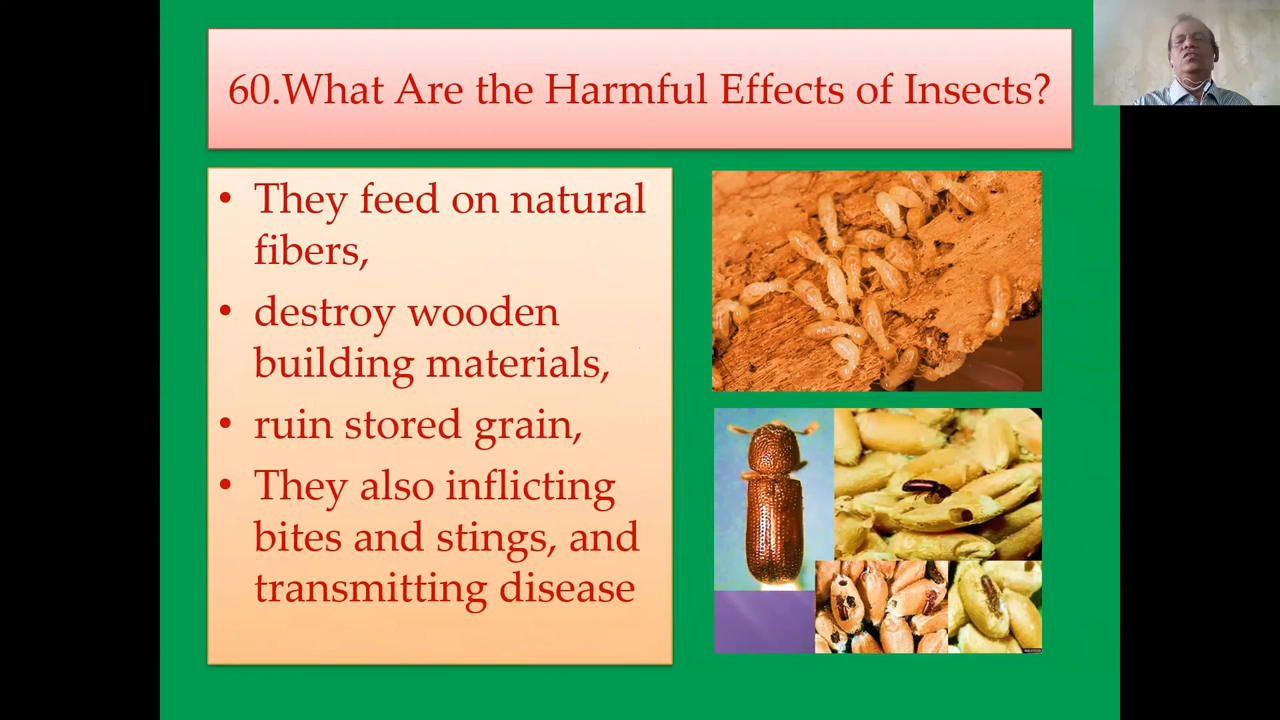 60.What Are the Harmful Effects of Insects?
• They feed on natural
fibers,
• destroy wooden
building materials,
• ruin stored grain,
• They also inflicting
bites and stings, and
transmitting disease